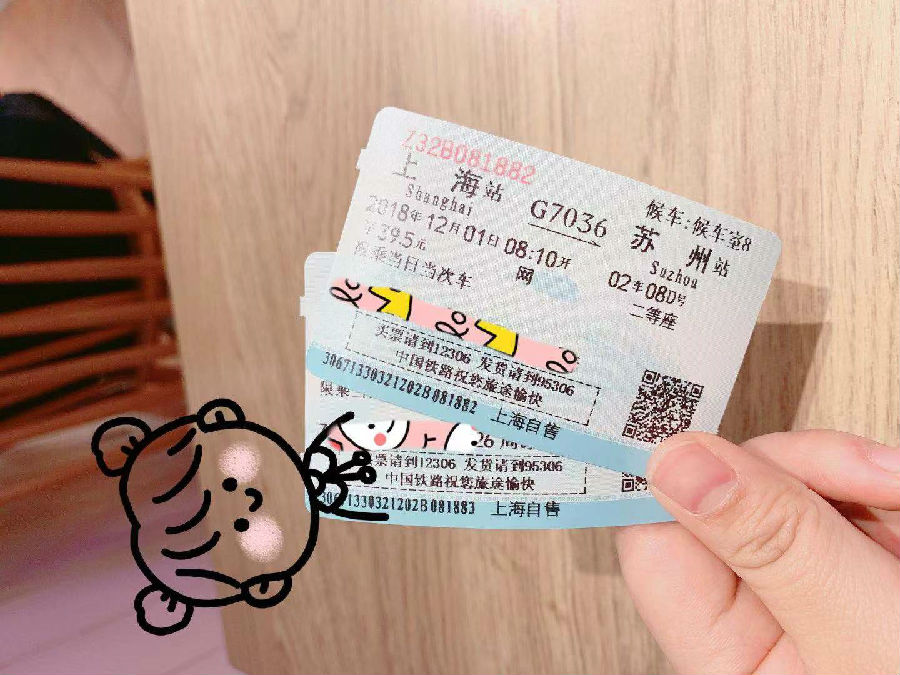 Z32B081882
候车:候车室8
上海站 G7036 苏州站
Shanghai Suzhou
2018年12月01日08:10开 02车08D号
￥39.5元 网 二等座
限乘当日当次车
买票请到12306 发货请到95306
中国铁路祝您旅途愉快
30671330321202B081882 上海自售
限乘
票请到12306 发货请到95306
中国铁路祝您旅途愉快
30671330321202B081883 上海自售